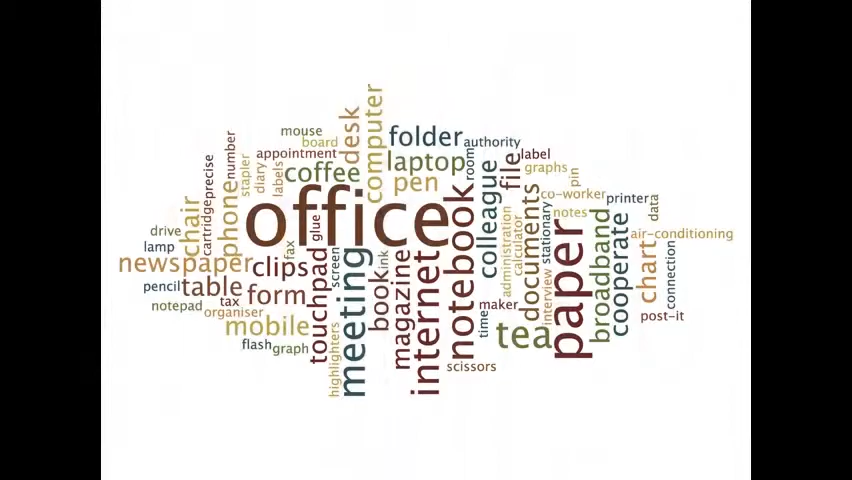 computer
desk
mouse
board
folder
authority
number
appointment
coffee
laptop
room
label
precise
stapler
diary
labels
pen
file
graphs
pin
chair
cartridge
phone
office
glue
notebook
colleague
documents
co-worker
printer
data
notes
stationary
drive
lamp
fax
screen
ink
administration
calculator
paper
broadband
cooperate
air-conditioning
newspaper
clips
touchpad
meeting
book
magazine
internet
interview
chart
connection
pencil
table
tax
form
notepad
organiser
mobile
time
maker
tea
post-it
flash
graph
highlighters
scissors